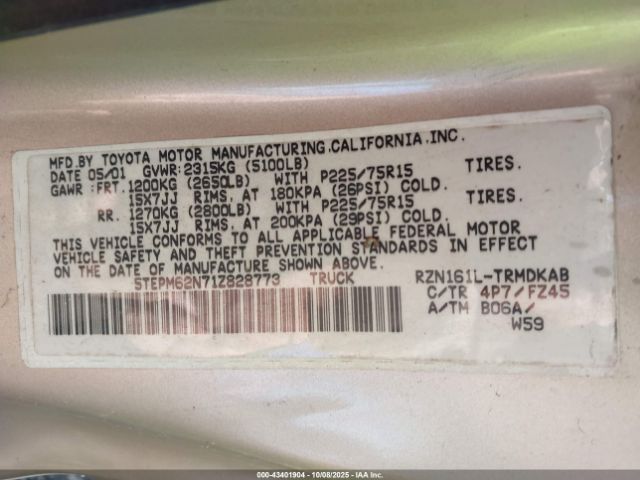 MFD.BY TOYOTA MOTOR MANUFACTURING,CALIFORNIA,INC.
DATE 05/01 GVWR:2315KG (5100LB)
GAWR:FRT.1200KG (2650LB) WITH P225/75R15 TIRES.
15X7JJ RIMS, AT 180KPA (26PSI) COLD.
RR. 1270KG (2800LB) WITH P225/75R15 TIRES.
15X7JJ RIMS, AT 200KPA (29PSI) COLD.
THIS VEHICLE CONFORMS TO ALL APPLICABLE FEDERAL MOTOR
VEHICLE SAFETY AND THEFT PREVENTION STANDARDS IN EFFECT
ON THE DATE OF MANUFACTURE SHOWN ABOVE.
5TEPM62N71Z828773 TRUCK RZN161L-TRMDKAB
C/TR 4P7/FZ45
A/TM B06A/
W59
000-43401904 - 10/08/2025 - IAA Inc.